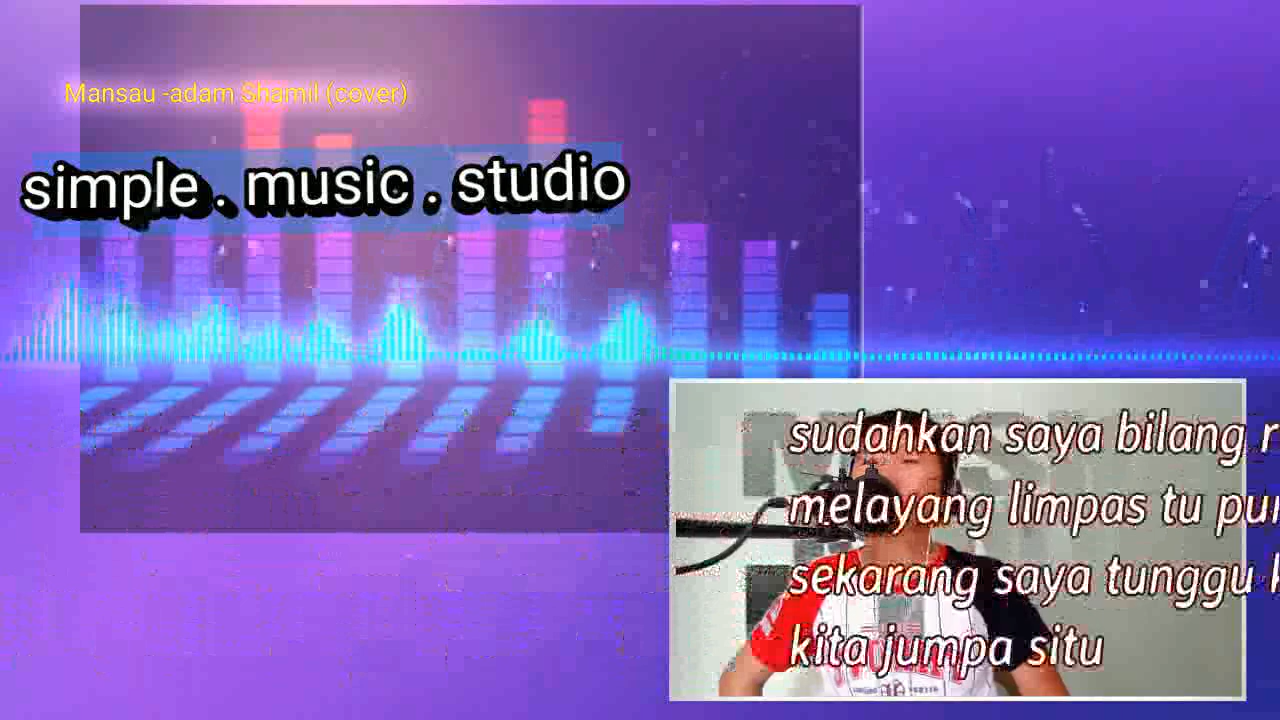 Mansau -adam Shamil (cover)
simple . music . studio
sudahkan saya bilang
melayang limpas tu
sekarang saya tunggu
kita jumpa situ